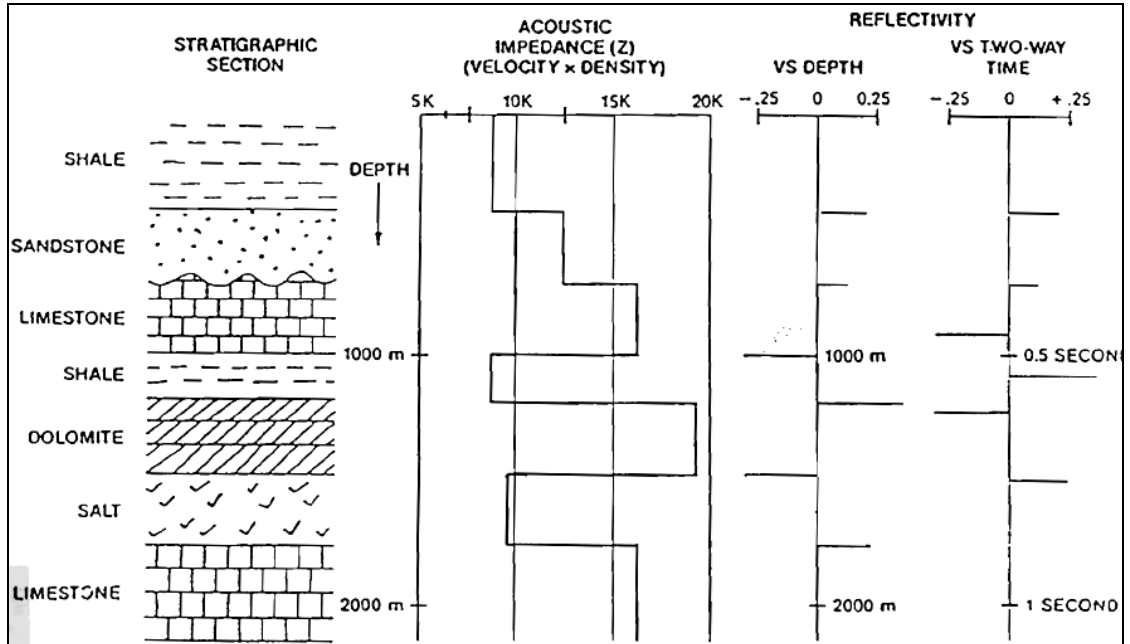 STRATIGRAPHIC
SECTION
ACOUSTIC
IMPEDANCE (Z)
(VELOCITY × DENSITY)
REFLECTIVITY
VS DEPTH
VS TWO-WAY
TIME
5K 10K 15K 20K
-.25 0 0.25
-.25 0 +.25
SHALE
DEPTH
SANDSTONE
LIMESTONE
1000 m
1000 m
0.5 SECOND
SHALE
DOLOMITE
SALT
LIMESTONE
2000 m
2000 m
1 SECOND